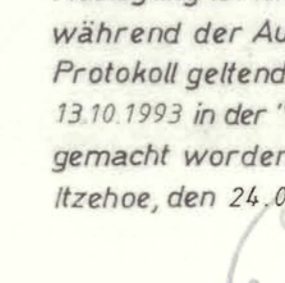 während der Au
Protokoll geltend
13.10.1993 in der "
gemacht worden
Itzehoe, den 24.0